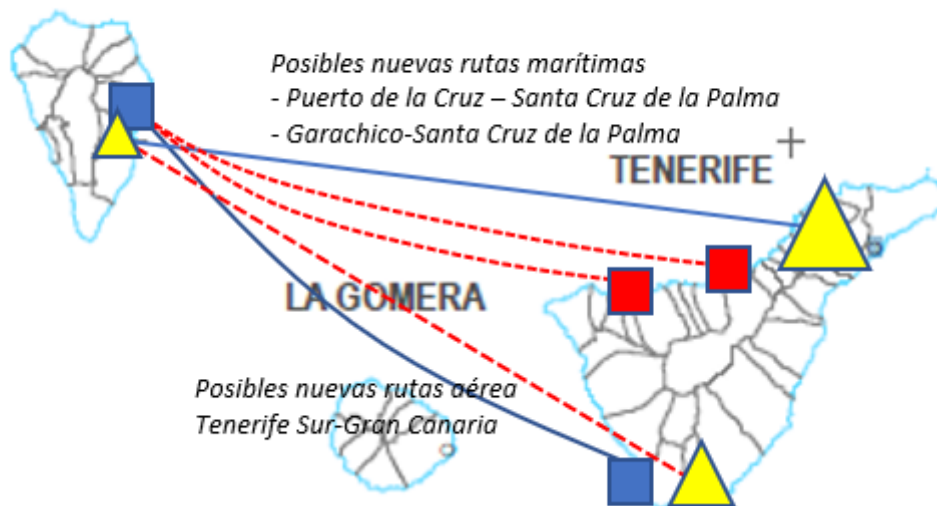 Posibles nuevas rutas marítimas
- Puerto de la Cruz – Santa Cruz de la Palma
- Garachico-Santa Cruz de la Palma
TENERIFE
LA GOMERA
Posibles nuevas rutas aérea
Tenerife Sur-Gran Canaria